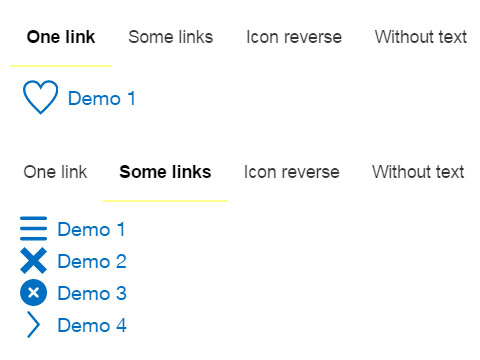 One link Some links Icon reverse Without text
Demo 1
One link Some links Icon reverse Without text
Demo 1
Demo 2
Demo 3
Demo 4